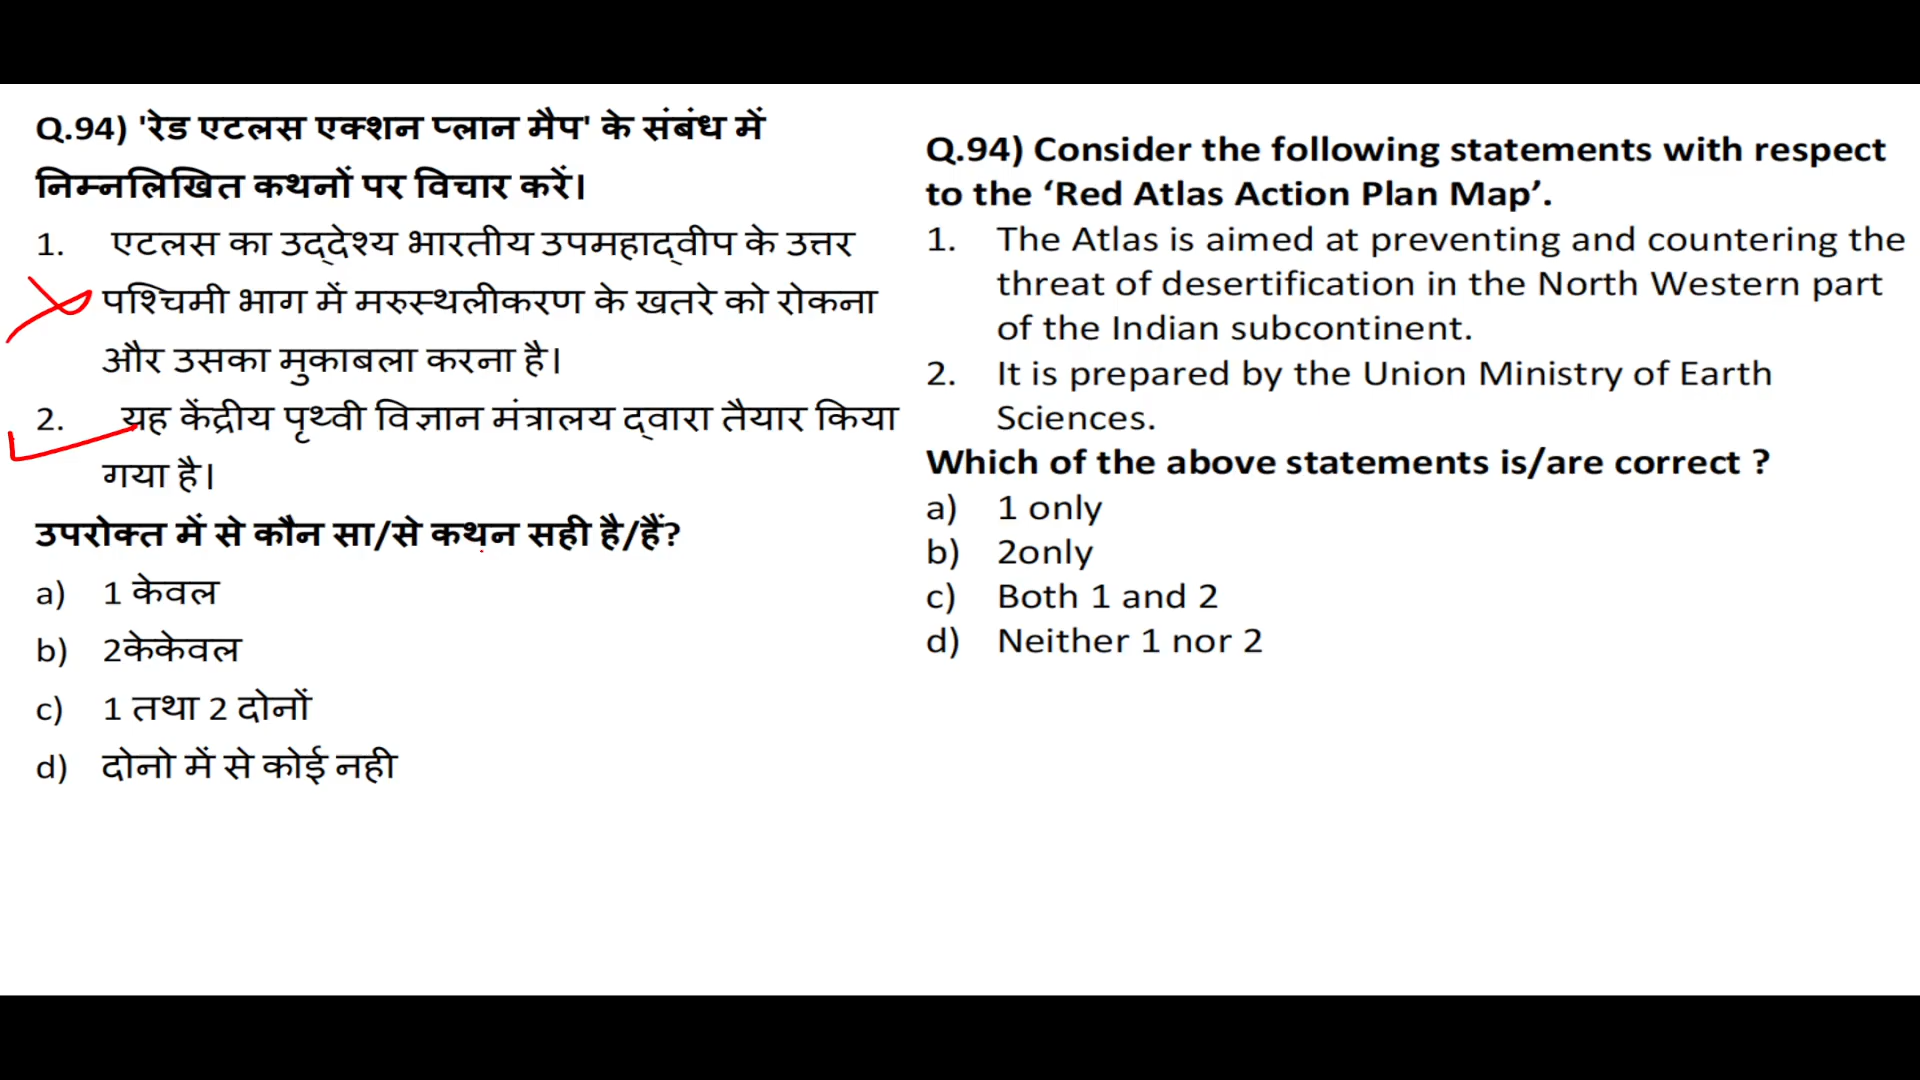 Q.94) 'रेड एटलस एक्शन प्लान मैप' के संबंध में
निम्नलिखित कथनों पर विचार करें।
1. एटलस का उद्देश्य भारतीय उपमहाद्वीप के उत्तर
पश्चिमी भाग में मरुस्थलीकरण के खतरे को रोकना
और उसका मुकाबला करना है।
2. यह केंद्रीय पृथ्वी विज्ञान मंत्रालय द्वारा तैयार किया
गया है।
उपरोक्त में से कौन सा/से कथन सही है/हैं?
a) 1 केवल
b) 2केकेवल
c) 1 तथा 2 दोनों
d) दोनो में से कोई नही
Q.94) Consider the following statements with respect
to the ‘Red Atlas Action Plan Map’.
1. The Atlas is aimed at preventing and countering the
threat of desertification in the North Western part
of the Indian subcontinent.
2. It is prepared by the Union Ministry of Earth
Sciences.
Which of the above statements is/are correct ?
a) 1 only
b) 2only
c) Both 1 and 2
d) Neither 1 nor 2